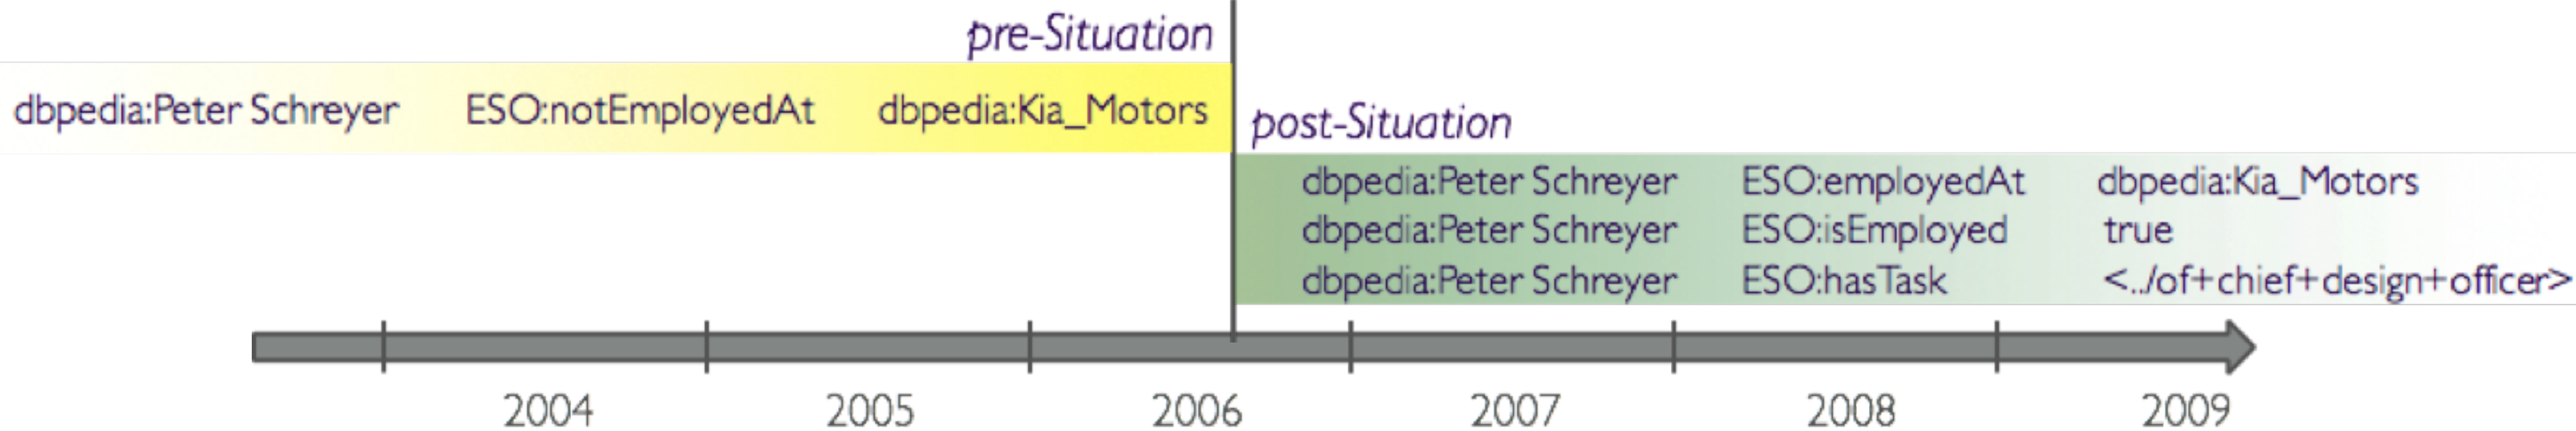 pre-Situation
dbpedia:Peter Schreyer ESO:notEmployedAt dbpedia:Kia_Motors
post-Situation
dbpedia:Peter Schreyer ESO:employedAt dbpedia:Kia_Motors
dbpedia:Peter Schreyer ESO:isEmployed true
dbpedia:Peter Schreyer ESO:hasTask <../of+chief+design+officer>
2004 2005 2006 2007 2008 2009